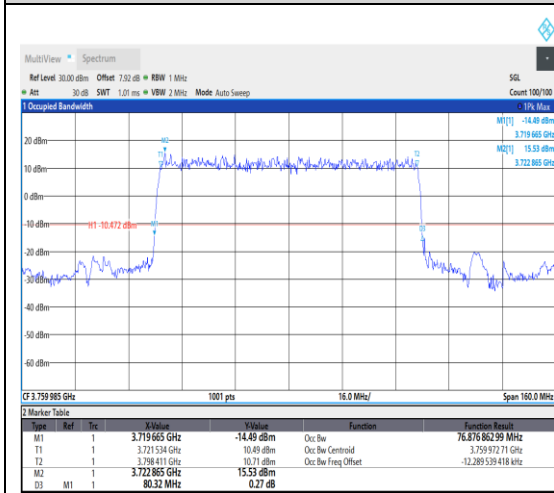 MultiView Spectrum
Ref Level 30.00 dBm Offset 7.92 dB RBW 1 MHz SGL
Att 30 dB SWT 1.01 ms VBW 2 MHz Mode Auto Sweep Count 100/100
1 Occupied Bandwidth 1Pk Max
M1[1] -14.49 dBm
3.719 665 GHz
M2[1] 15.53 dBm
3.722 865 GHz
M2
T1
T2
20 dBm
10 dBm
0 dBm
-10 dBm
H1 -10.472 dBm
M1
D3
-20 dBm
-30 dBm
-40 dBm
-50 dBm
-60 dBm
CF 3.759 985 GHz 1001 pts 16.0 MHz/ Span 160.0 MHz
2 Marker Table
Type Ref Trc X-Value Y-Value Function Function Result
M1 1 3.719 665 GHz -14.49 dBm Occ Bw 76.876 862 99 MHz
T1 1 3.721 534 GHz 10.49 dBm Occ Bw Centroid 3.759 972 71 GHz
T2 1 3.798 411 GHz 10.71 dBm Occ Bw Freq Offset -12.289 539 418 kHz
M2 1 3.722 865 GHz 15.53 dBm
D3 M1 1 80.32 MHz 0.27 dB